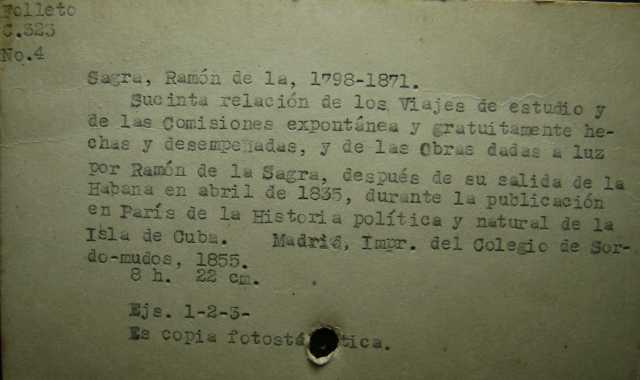 Folleto
C.323
No.4
Sagra, Ramón de la, 1798-1871.
Sucinta relación de los Viajes de estudio y
de las Comisiones expontánea y gratuitamente he-
chas y desempeñadas, y de las Obras dadas a luz
por Ramón de la Sagra, después de su salida de la
Habana en abril de 1835, durante la publicación
en París de la Historia política y natural de la
Isla de Cuba. Madrid, Impr. del Colegio de Sor-
do-mudos, 1855.
8 h. 22 cm.
Ejs. 1-2-3-
Es copia fotostática.